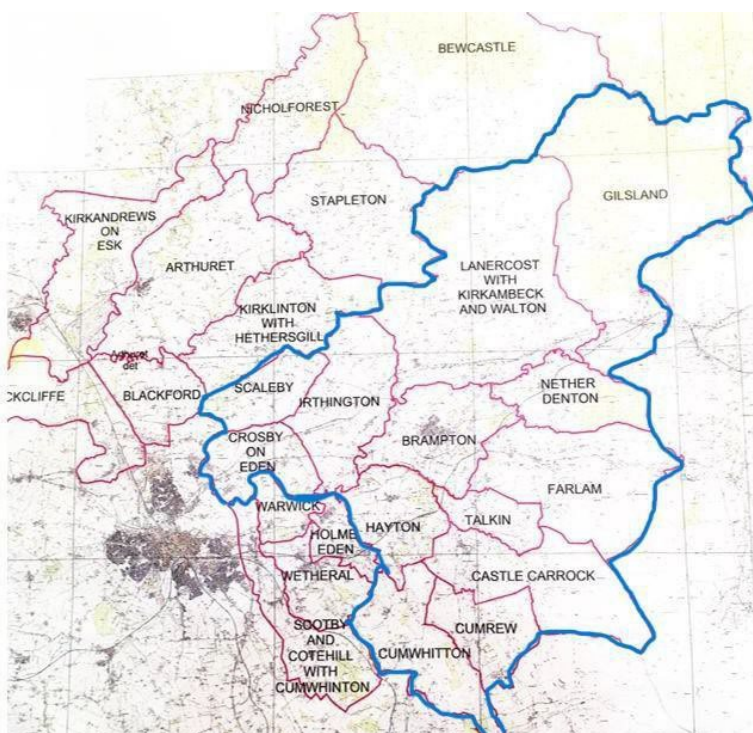 BEWCASTLE
NICHOLFOREST
STAPLETON
GILSLAND
KIRKANDREWS
ON
ESK
ARTHURET
LANERCOST
WITH
KIRKAMBECK
AND WALTON
KIRKLINTON
WITH
HETHERSGILL
det
CKCLIFFE
BLACKFORD
SCALEBY
IRTHINGTON
NETHER
DENTON
CROSBY
ON
EDEN
BRAMPTON
FARLAM
WARWICK
HOLME
EDEN
HAYTON
TALKIN
WETHERAL
CASTLE CARROCK
SCOTBY
AND
COTEHILL
WITH
CUMWHINTON
CUMREW
CUMWHITTON